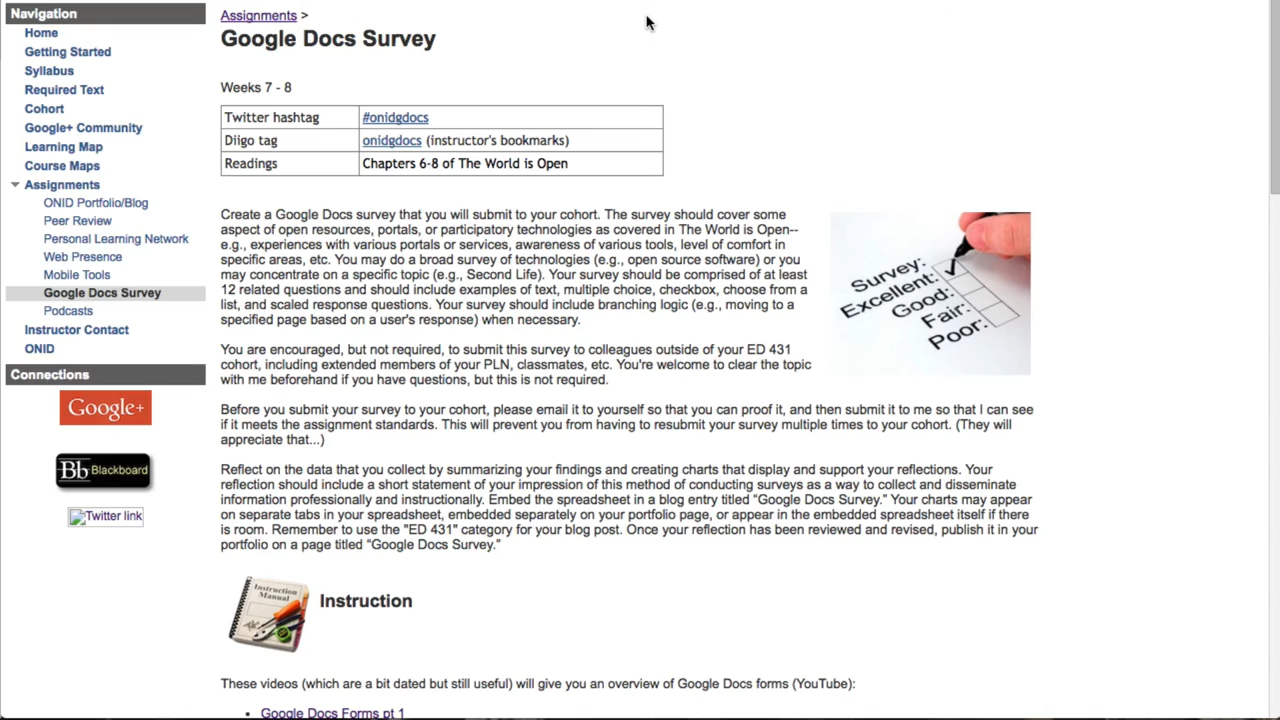 Navigation
Home
Getting Started
Syllabus
Required Text
Cohort
Google+ Community
Learning Map
Course Maps
Assignments
ONID Portfolio/Blog
Peer Review
Personal Learning Network
Web Presence
Mobile Tools
Google Docs Survey
Podcasts
Instructor Contact
ONID
Connections
Google+
Bb Blackboard
Twitter link
Assignments >
Google Docs Survey
Weeks 7 - 8
Twitter hashtag #onidgdocs
Diigo tag onidgdocs (instructor's bookmarks)
Readings Chapters 6-8 of The World is Open
Create a Google Docs survey that you will submit to your cohort. The survey should cover some
aspect of open resources, portals, or participatory technologies as covered in The World is Open--
e.g., experiences with various portals or services, awareness of various tools, level of comfort in
specific areas, etc. You may do a broad survey of technologies (e.g., open source software) or you
may concentrate on a specific topic (e.g., Second Life). Your survey should be comprised of at least
12 related questions and should include examples of text, multiple choice, checkbox, choose from a
list, and scaled response questions. Your survey should include branching logic (e.g., moving to a
specified page based on a user's response) when necessary.
Survey:
Excellent:
Good:
Fair:
Poor:
You are encouraged, but not required, to submit this survey to colleagues outside of your ED 431
cohort, including extended members of your PLN, classmates, etc. You're welcome to clear the topic
with me beforehand if you have questions, but this is not required.
Before you submit your survey to your cohort, please email it to yourself so that you can proof it, and then submit it to me so that I can see
if it meets the assignment standards. This will prevent you from having to resubmit your survey multiple times to your cohort. (They will
appreciate that...)
Reflect on the data that you collect by summarizing your findings and creating charts that display and support your reflections. Your
reflection should include a short statement of your impression of this method of conducting surveys as a way to collect and disseminate
information professionally and instructionally. Embed the spreadsheet in a blog entry titled “Google Docs Survey.” Your charts may appear
on separate tabs in your spreadsheet, embedded separately on your portfolio page, or appear in the embedded spreadsheet itself if there
is room. Remember to use the "ED 431" category for your blog post. Once your reflection has been reviewed and revised, publish it in your
portfolio on a page titled “Google Docs Survey.”
Instruction Manual
Instruction
These videos (which are a bit dated but still useful) will give you an overview of Google Docs forms (YouTube):
• Google Docs Forms pt 1